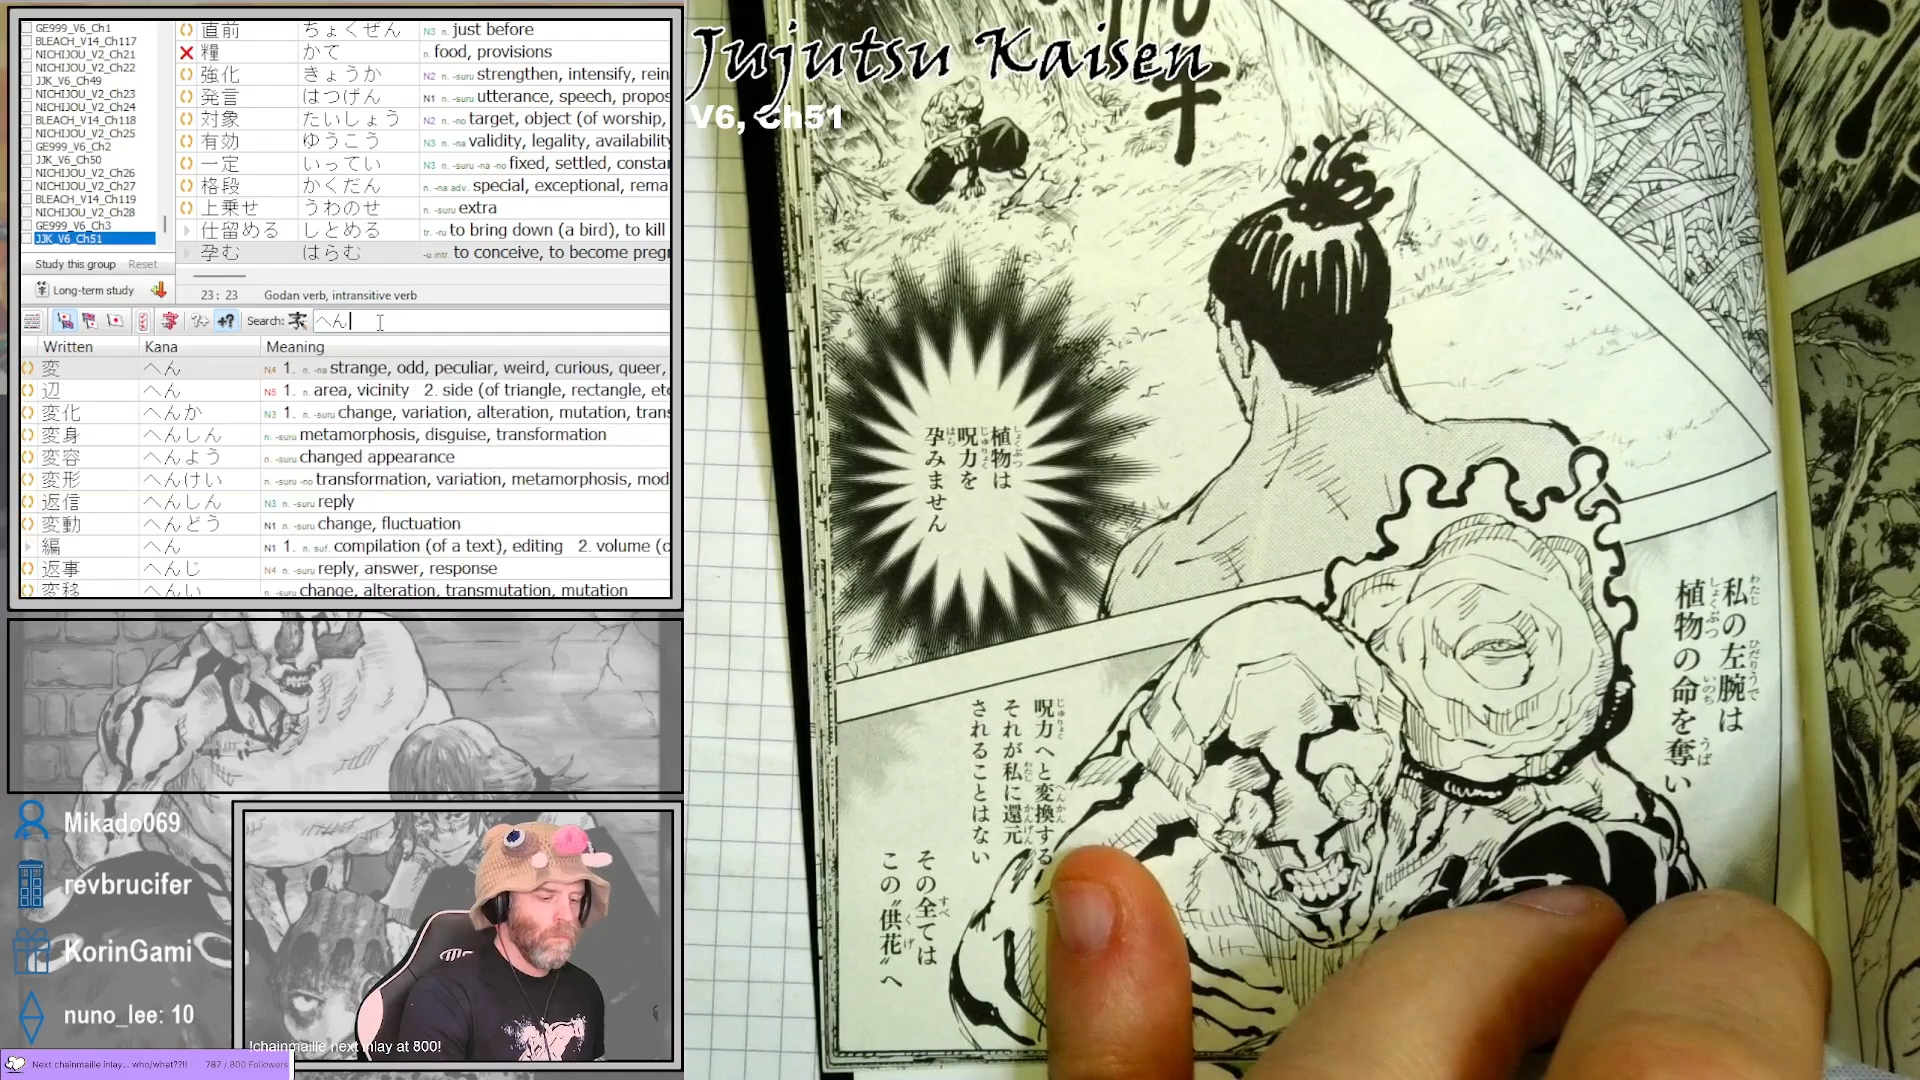 GE999_V6_Ch1
BLEACH_V14_Ch117
NICHIJOU_V2_Ch21
NICHIJOU_V2_Ch22
JJK_V6_Ch49
NICHIJOU_V2_Ch23
NICHIJOU_V2_Ch24
BLEACH_V14_Ch118
NICHIJOU_V2_Ch25
GE999_V6_Ch2
JJK_V6_Ch50
NICHIJOU_V2_Ch26
NICHIJOU_V2_Ch27
BLEACH_V14_Ch119
NICHIJOU_V2_Ch28
GE999_V6_Ch3
JJK_V6_Ch51
Study this group Reset
Long-term study
直前 ちょくぜん N3 n. just before
糧 かて n. food, provisions
強化 きょうか N2 n. -suru strengthen, intensify, rein
発言 はつげん N1 n. -suru utterance, speech, propos
対象 たいしょう N2 n. -no target, object (of worship,
有効 ゆうこう N3 n. -na validity, legality, availability
一定 いってい N3 n. -suru -na -no fixed, settled, constan
格段 かくだん n. -na adv. special, exceptional, rema
上乗せ うわのせ n. -suru extra
仕留める しとめる tr. -ru to bring down (a bird), to kill
孕む はらむ -u intr. to conceive, to become pregn
23: 23 Godan verb, intransitive verb
Search: へん
Written Kana Meaning
変 へん N4 1. n. -na strange, odd, peculiar, weird, curious, queer,
辺 へん N5 1. n. area, vicinity 2. side (of triangle, rectangle, etc
変化 へんか N3 1. n. -suru change, variation, alteration, mutation, trans
変身 へんしん n. -suru metamorphosis, disguise, transformation
変容 へんよう n. -suru changed appearance
変形 へんけい n. -suru -no transformation, variation, metamorphosis, mod
返信 へんしん N3 n. -suru reply
変動 へんどう N1 n. -suru change, fluctuation
編 へん N1 1. n. suf. compilation (of a text), editing 2. volume (c
返事 へんじ N4 n. -suru reply, answer, response
変移 へんい n. -suru change, alteration, transmutation, mutation
Mikado069
revbrucifer
KorinGami
nuno_lee: 10
!chainmaille next inlay at 800!
Next chainmaille inlay... who/what??!! 787 / 800 Followers
Jujutsu Kaisen
V6, Ch51
植物は
呪力を
孕みません
私の左腕は
植物の命を奪い
呪力へと変換する
それが私に還元
されることはない
その全ては
この〝供花〟へ